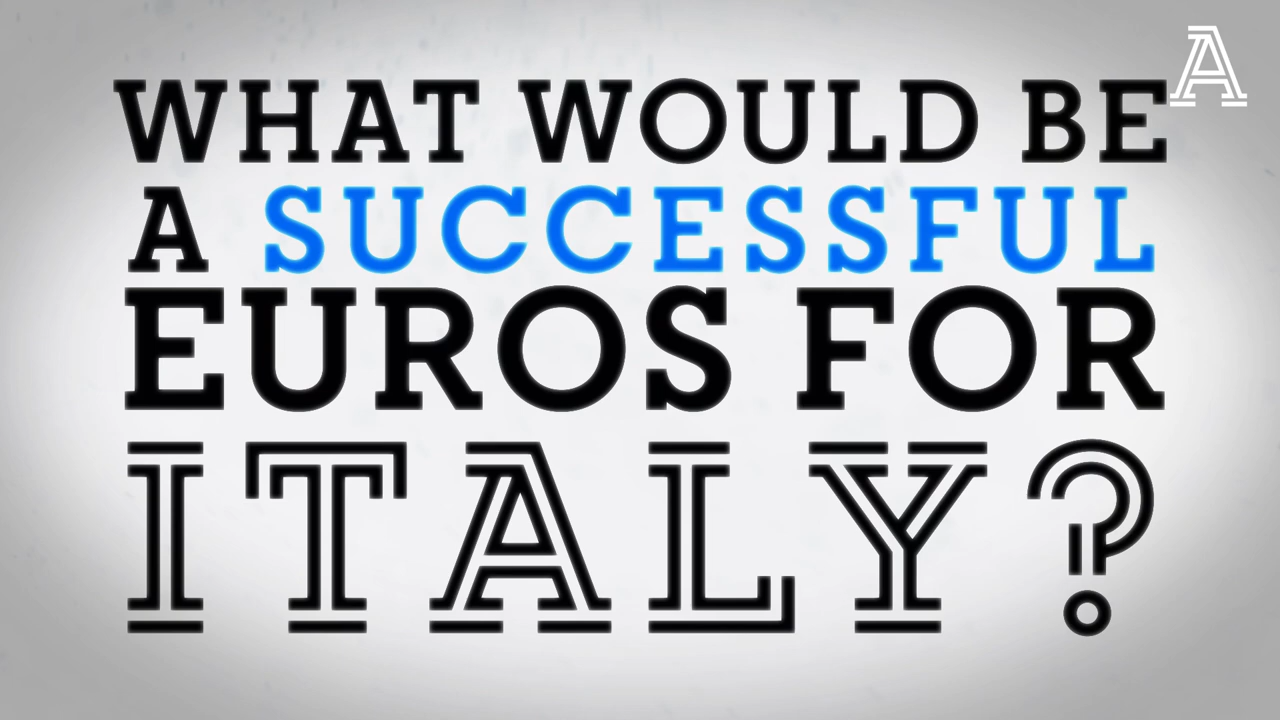 WHAT WOULD BE
A SUCCESSFUL
EUROS FOR
ITALY?
A